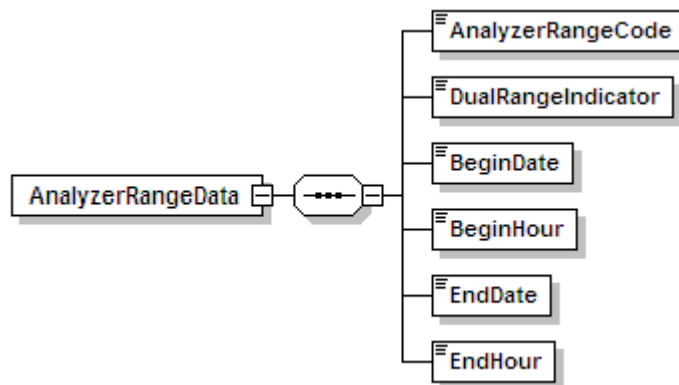 AnalyzerRangeCode
DualRangeIndicator
BeginDate
AnalyzerRangeData
BeginHour
EndDate
EndHour